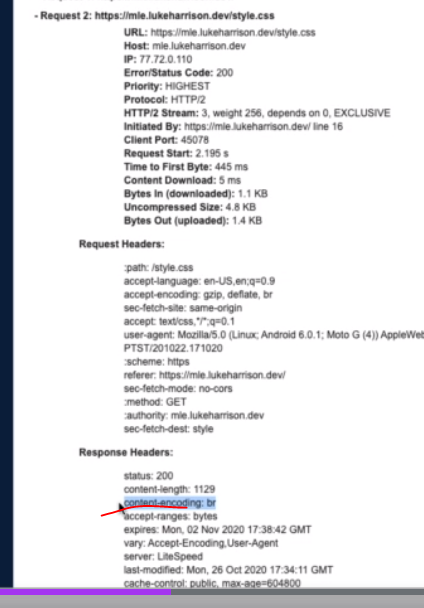 - Request 2: https://mle.lukeharrison.dev/style.css
URL: https://mle.lukeharrison.dev/style.css
Host: mle.lukeharrison.dev
IP: 77.72.0.110
Error/Status Code: 200
Priority: HIGHEST
Protocol: HTTP/2
HTTP/2 Stream: 3, weight 256, depends on 0, EXCLUSIVE
Initiated By: https://mle.lukeharrison.dev/ line 16
Client Port: 45078
Request Start: 2.195 s
Time to First Byte: 445 ms
Content Download: 5 ms
Bytes In (downloaded): 1.1 KB
Uncompressed Size: 4.8 KB
Bytes Out (uploaded): 1.4 KB
Request Headers:
:path: /style.css
accept-language: en-US,en;q=0.9
accept-encoding: gzip, deflate, br
sec-fetch-site: same-origin
accept: text/css,*/*;q=0.1
user-agent: Mozilla/5.0 (Linux; Android 6.0.1; Moto G (4)) AppleWeb
PTST/201022.171020
:scheme: https
referer: https://mle.lukeharrison.dev/
sec-fetch-mode: no-cors
:method: GET
:authority: mle.lukeharrison.dev
sec-fetch-dest: style
Response Headers:
status: 200
content-length: 1129
content-encoding: br
accept-ranges: bytes
expires: Mon, 02 Nov 2020 17:38:42 GMT
vary: Accept-Encoding,User-Agent
server: LiteSpeed
last-modified: Mon, 26 Oct 2020 17:34:11 GMT
cache-control: public, max-age=604800